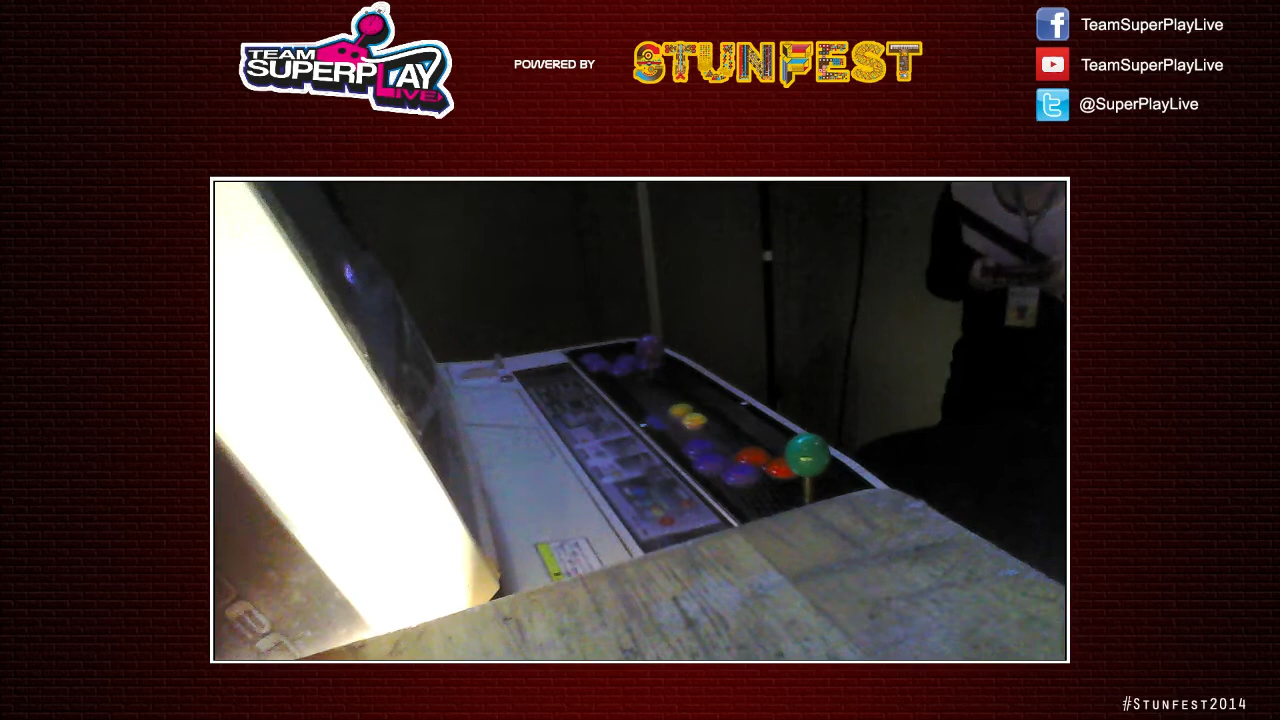 TEAM
SUPERPLAY
LIVE
POWERED BY
STUNFEST
TeamSuperPlayLive
TeamSuperPlayLive
@SuperPlayLive
#STUNFEST2014